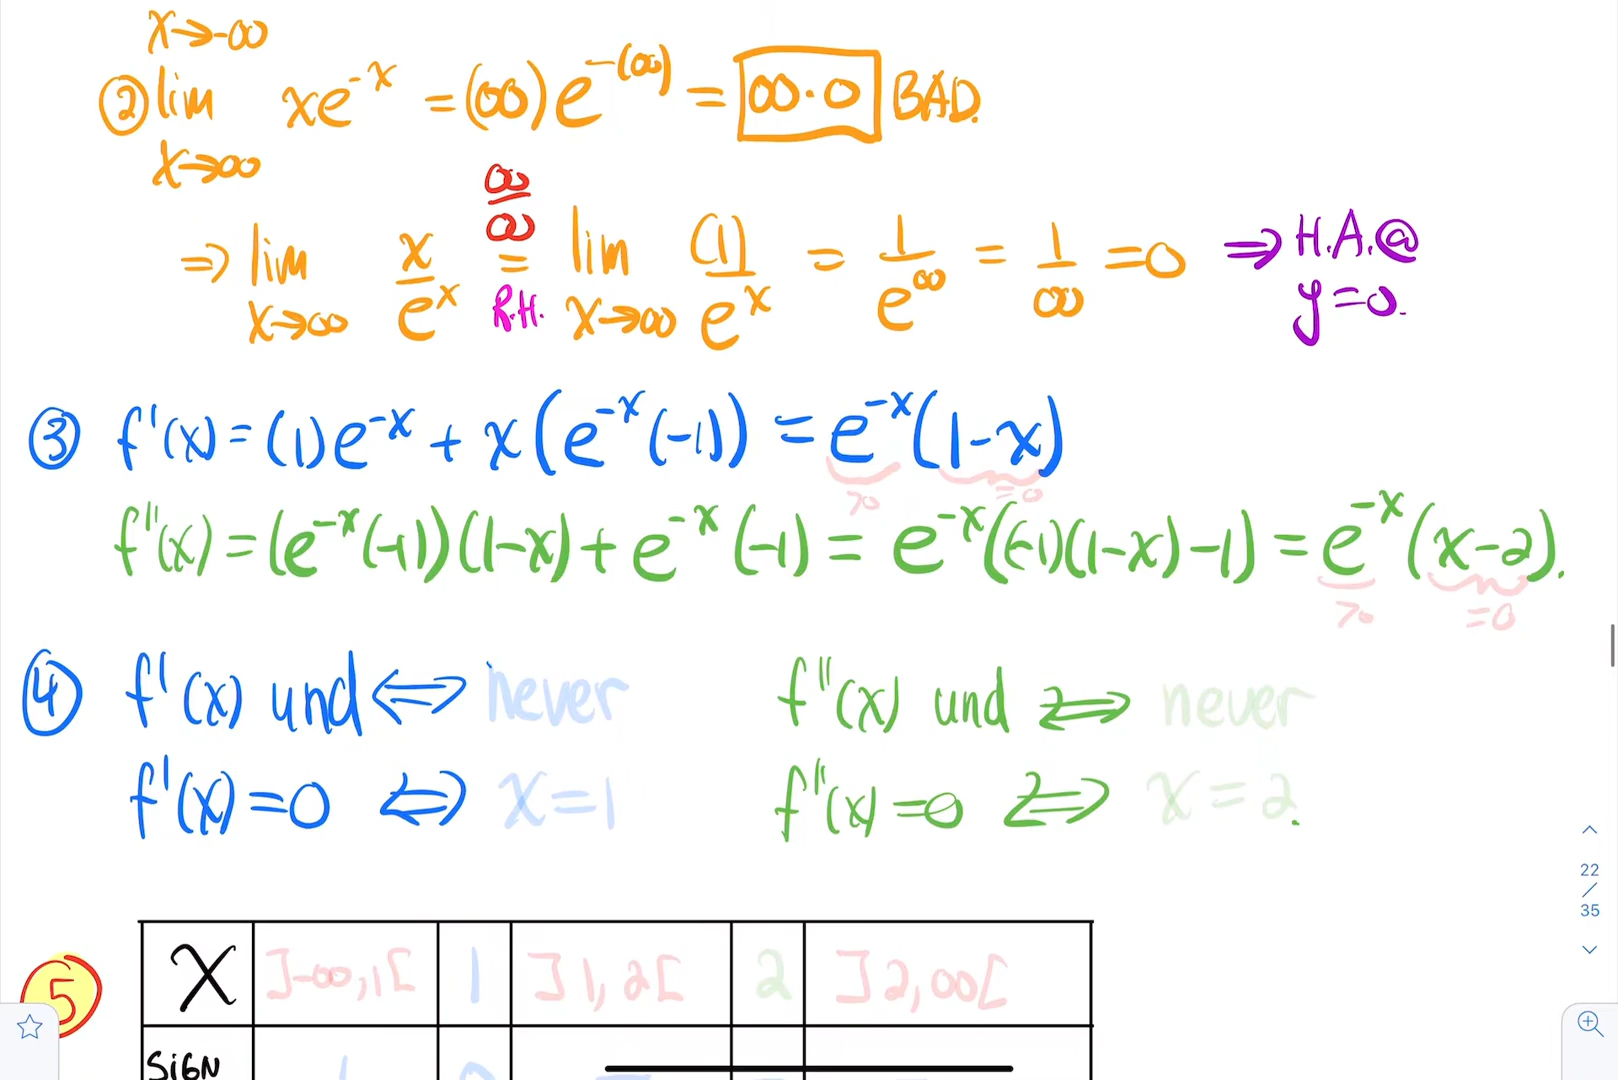 x→-∞
② lim xe^{-x} = (∞)e^{-(∞)} = ∞·0 BAD.
x→∞
⇒ lim_{x→∞} x/e^x =^{∞/∞}_{R.H.} lim_{x→∞} (1)/e^x = 1/e^∞ = 1/∞ = 0 ⇒ H.A.@
y=0.
③ f'(x) = (1)e^{-x} + x(e^{-x}(-1)) = e^{-x}(1-x)
>0 =0
f''(x) = (e^{-x}(-1))(1-x) + e^{-x}(-1) = e^{-x}((-1)(1-x)-1) = e^{-x}(x-2).
>0 =0
④ f'(x) und ⟺ never f''(x) und ⟺ never
f'(x)=0 ⟺ x=1 f''(x)=0 ⟺ x=2.
22
/
35
⑤ X ]-∞,1[ 1 ]1,2[ 2 ]2,∞[
SIGN